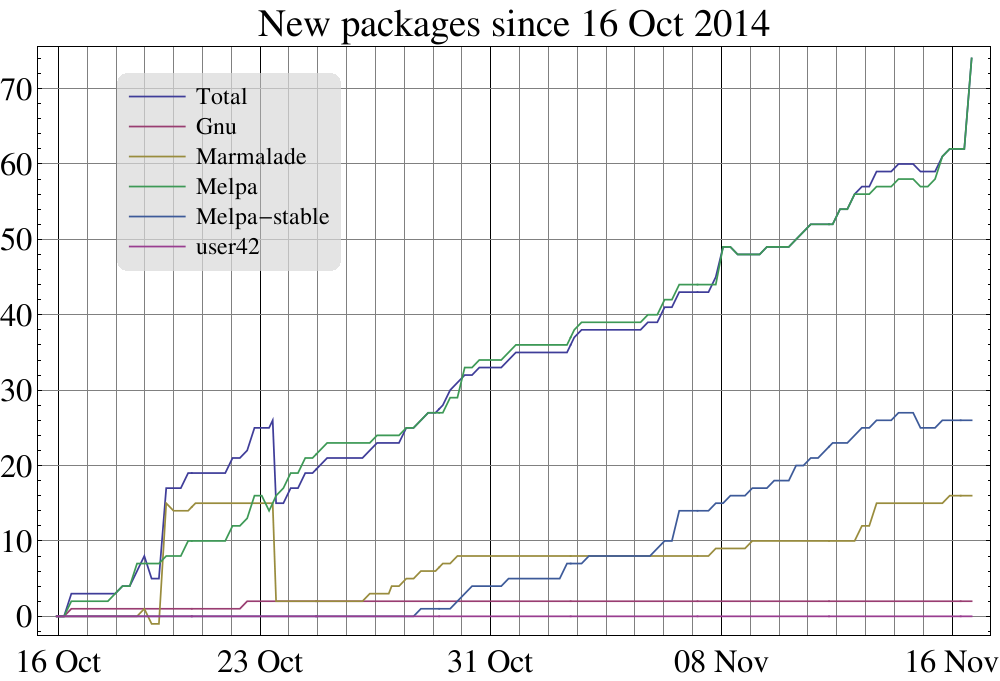 New packages since 16 Oct 2014
70
60
50
40
30
20
10
0
Total
Gnu
Marmalade
Melpa
Melpa−stable
user42
16 Oct
23 Oct
31 Oct
08 Nov
16 Nov